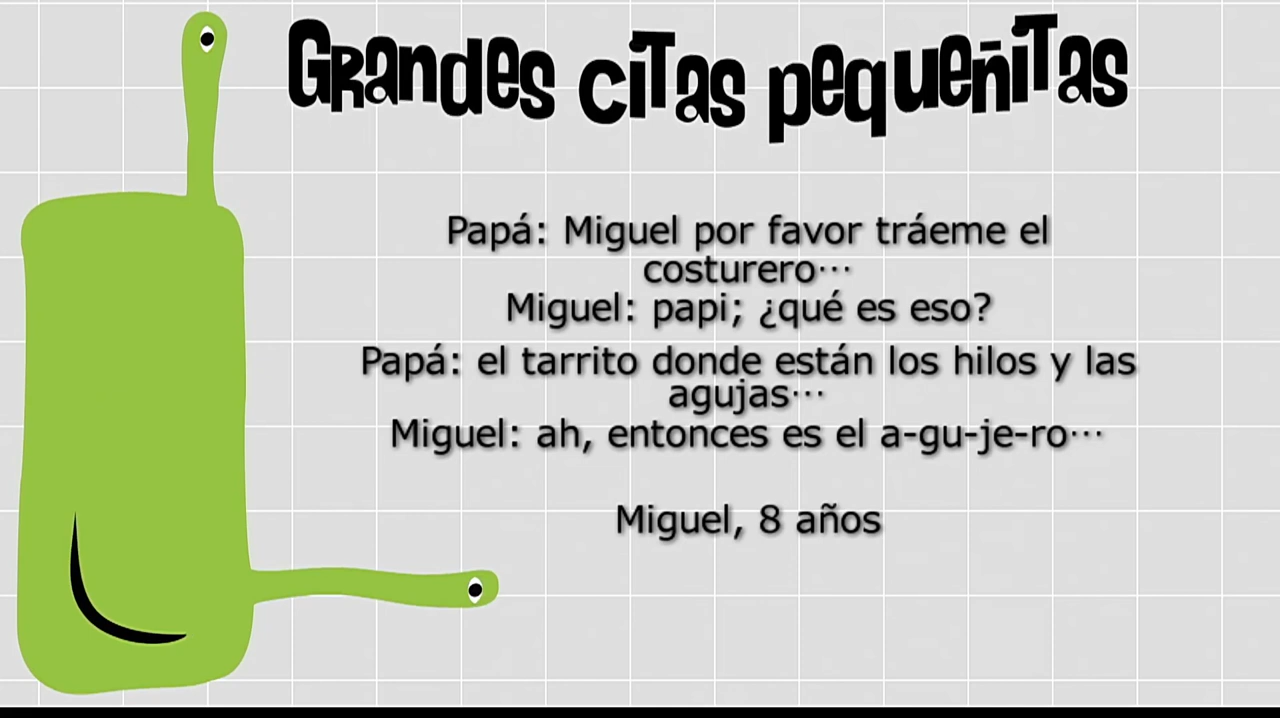 Grandes citas pequeñitas
Papá: Miguel por favor tráeme el
costurero…
Miguel: papi; ¿qué es eso?
Papá: el tarrito donde están los hilos y las
agujas…
Miguel: ah, entonces es el a-gu-je-ro…
Miguel, 8 años